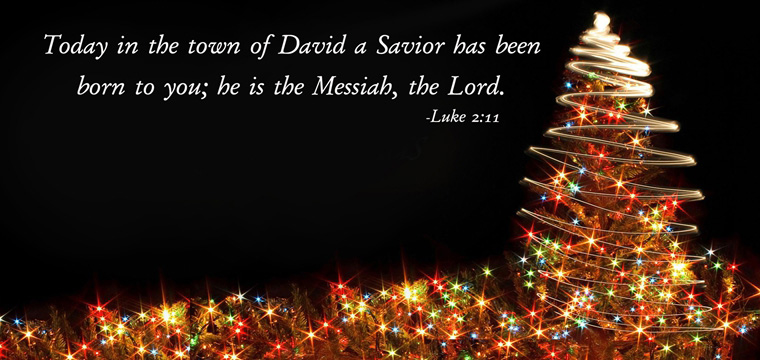 Today in the town of David a Savior has been
born to you; he is the Messiah, the Lord.
-Luke 2:11